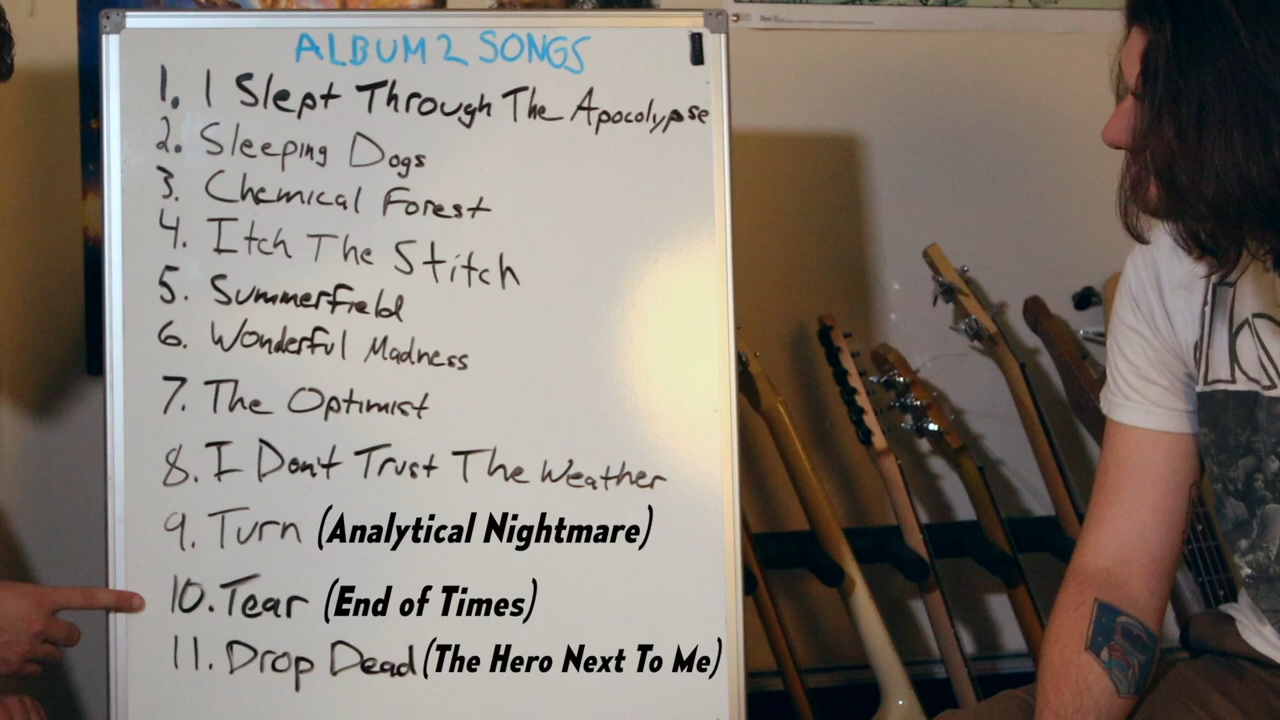 ALBUM 2 SONGS
1. I Slept Through The Apocolypse
2. Sleeping Dogs
3. Chemical Forest
4. Itch The Stitch
5. Summerfield
6. Wonderful Madness
7. The Optimist
8. I Don't Trust The Weather
9. Turn (Analytical Nightmare)
10. Tear (End of Times)
11. Drop Dead (The Hero Next To Me)